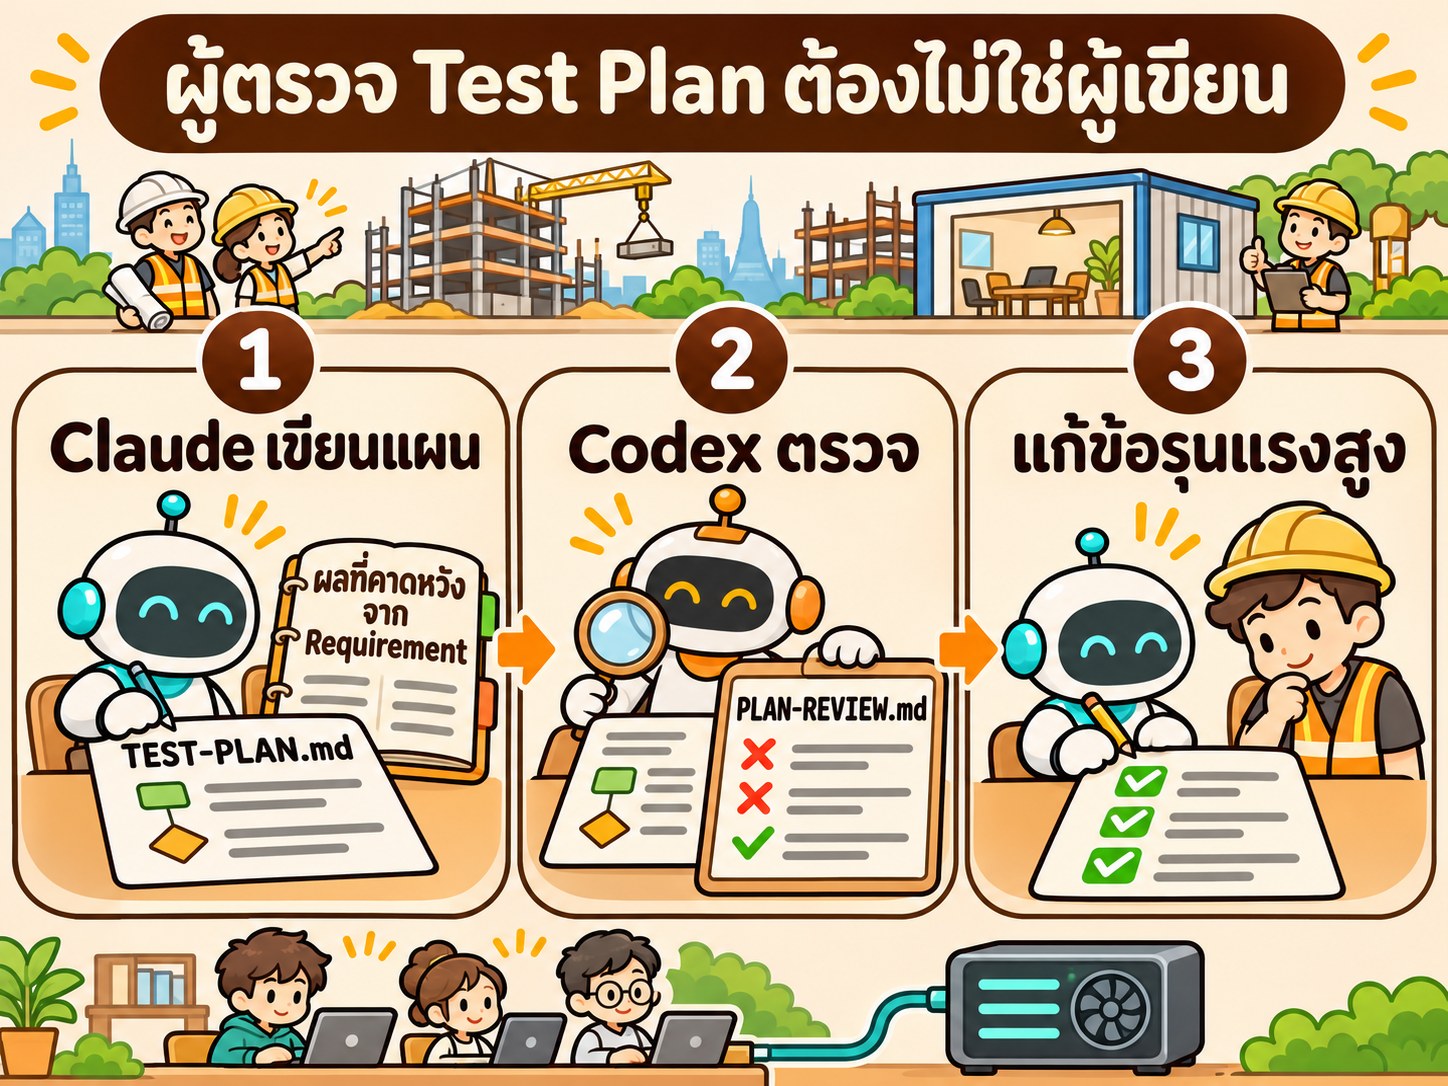 ผู้ตรวจ Test Plan ต้องไม่ใช่ผู้เขียน
1
Claude เขียนแผน
ผลที่คาดหวัง
จาก
Requirement
TEST-PLAN.md
2
Codex ตรวจ
PLAN-REVIEW.md
3
แก้ข้อรุนแรงสูง